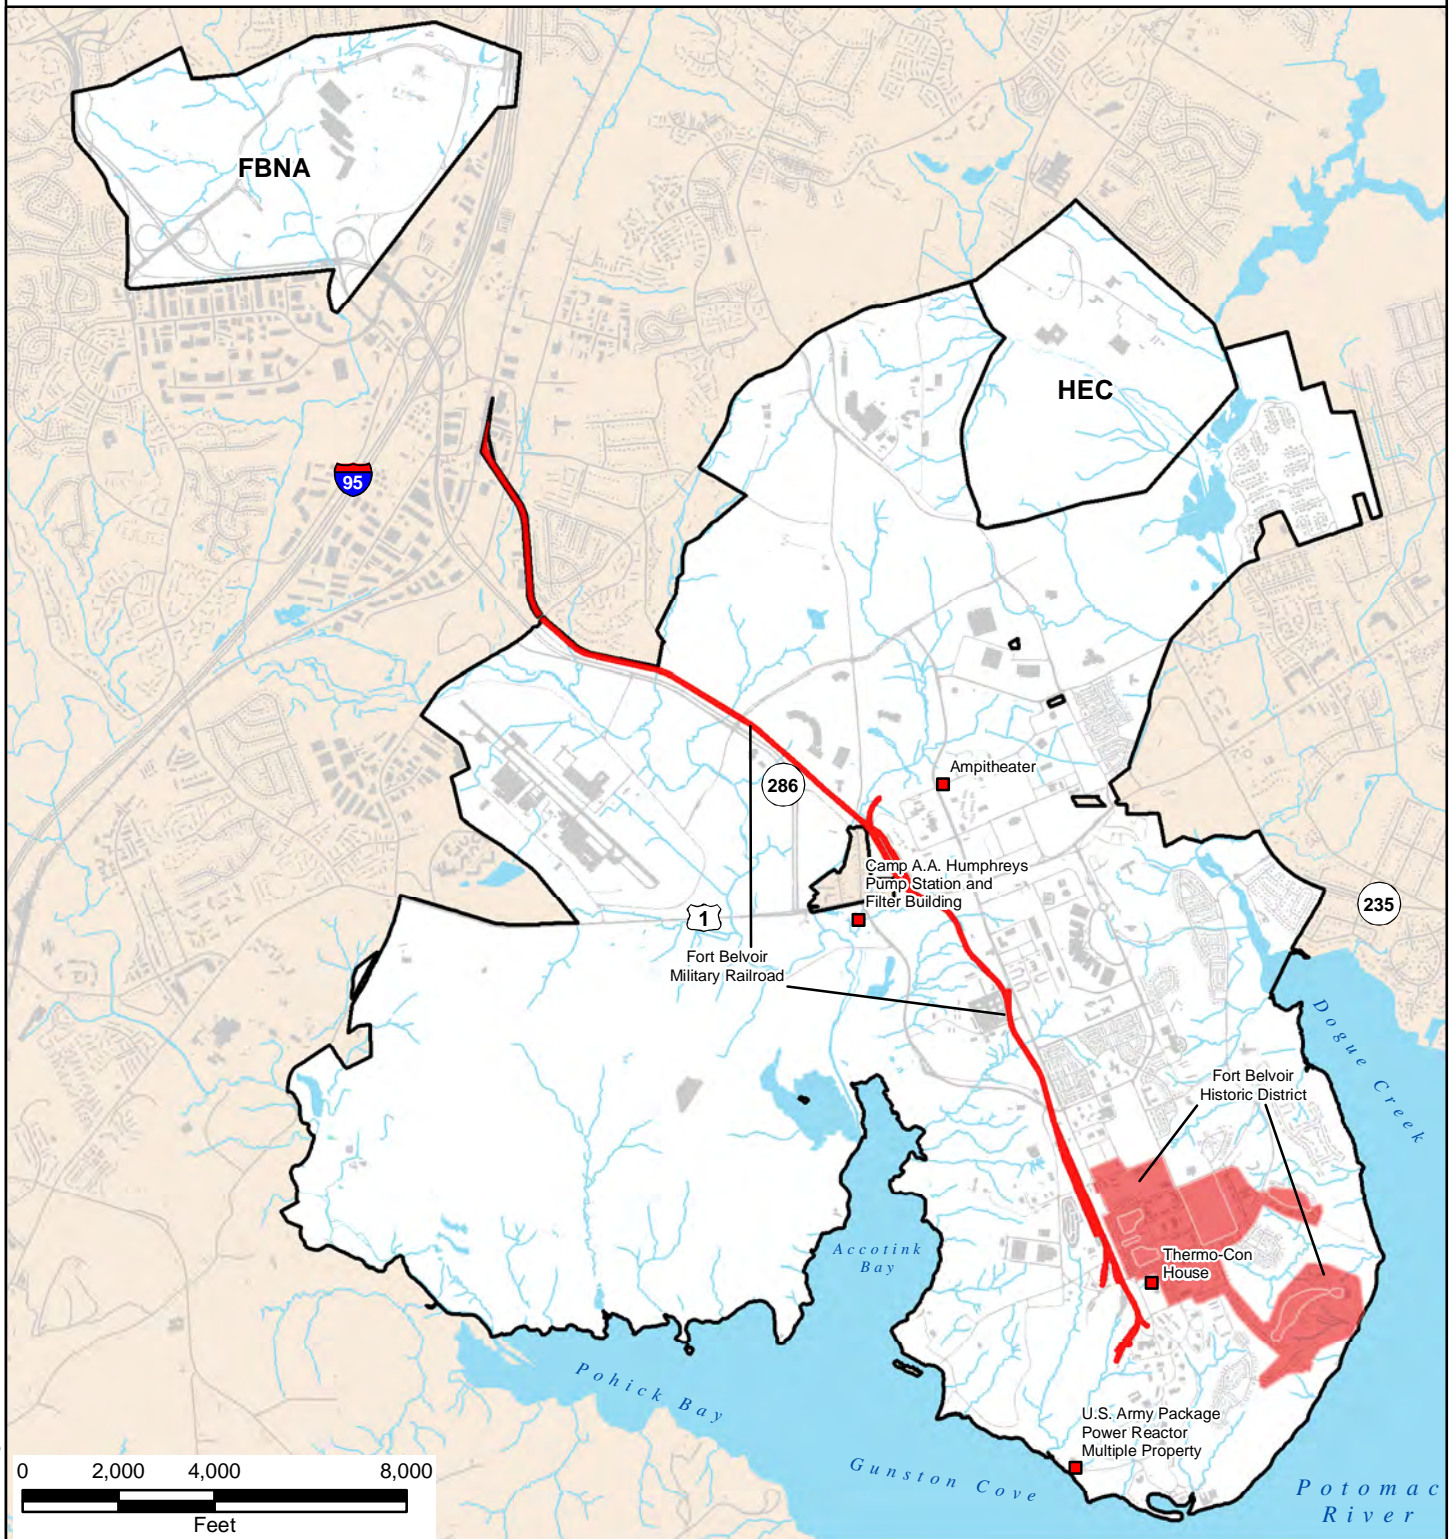 FBNA
HEC
95
Ampitheater
286
Camp A.A. Humphreys
Pump Station and
Filter Building
235
1
Fort Belvoir
Military Railroad
Dogue Creek
Fort Belvoir
Historic District
Accotink
Bay
Thermo-Con
House
Pohick Bay
U.S. Army Package
Power Reactor
Multiple Property
Gunston Cove
Potomac
River
0 2,000 4,000 8,000
Feet